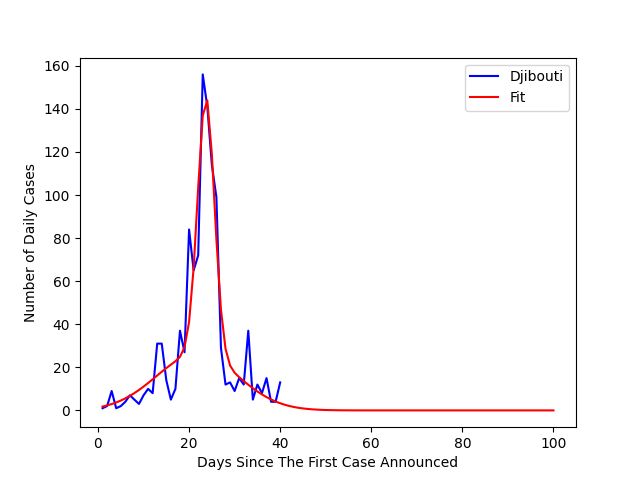 160
140
120
100
80
60
40
20
0
Number of Daily Cases
Djibouti
Fit
0 20 40 60 80 100
Days Since The First Case Announced